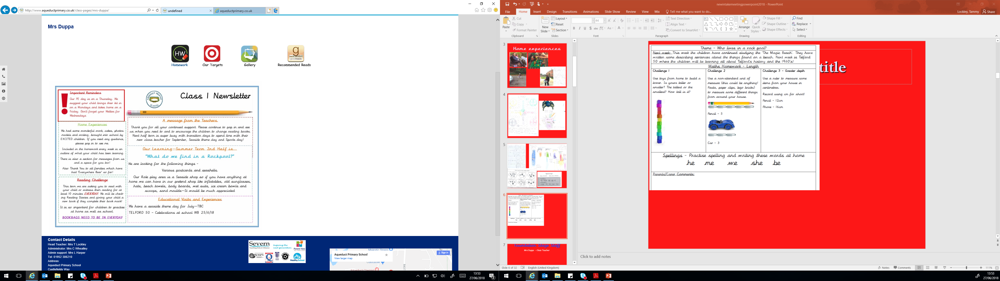 http://www.aqueductprimary.co.uk/class-pages/mrs-duppa/
undefined
aqueductprimary.co.uk
Mrs Duppa
HW
Homework
Our Targets
Gallery
g
goodreads
Recommended Reads
Important Reminders
Our PE day is on a Thursday. We
suggest your child brings their kit in
on a Mondays and takes home on a
Friday. Don't forget your Wellies for
Wednesdays
Home Experiences
We had some wonderful work, cakes, photos
models and writing, brought into school by
EXCITED children. If you need any guidance,
please pop in to see me.
Included in the homework every week is an
outline of what your child has been learning.
There is also a section for messages from us
and a space for you too!
Also Thank You to all families which have
had 'Everywhere Bear' so far!
Reading Challenge
This term we are asking you to read with
your child or witness them reading for at
least 10 minutes EVERYDAY. We will be check-
ing Reading Diaries and giving your child a
new book if they complete their book mark!
It is so important for children to practise
at home as well as school.
BOOKBAGS NEED TO BE IN EVERYDAY
AQUEDUCT PRIMARY
SCHOOL
Class 1 Newsletter
A message from the Teachers.
Thank you for all your continued support. Please continue to pop in and see
us when you need to and to encourage the children to change reading books.
Next half term is super busy with transition days to spend time with their
new class teacher for September, Seaside theme day and Sports day!
Our Learning—Summer Term 2nd Half is...
"What do we find in a Rockpool?"
We are looking for the following things -
Various postcards and seashells.
Our Role play area is a Seaside shop so if you have anything at
home we can have in our pretend shop like inflatables, old sunglasses,
hats, beach towels, body boards, wet suits, ice cream bowls and
scoops, sand moulds—It would be much appreciated
Educational Visits and Experiences
We have a seaside theme day for July—TBC
TELFORD 50 - Celebrations at school WB 25/6/18
Contact Details
Head Teacher: Mrs T Lockley
Administrator: Mrs C Wheatley
Admin support: Mrs L Harper
Tel: 01952 386210
Address:
Aqueduct Primary School
Castlefields Way
Severn
Teaching School Alliance
Inspiring the
next generation
Parent View
Healthy School
Majestic Stores
Aqueduct Primary School
View larger map
Sign in
Costcutter
Aqueduct Chemist
B437
13:53
27/06/2018
newintakemeetingpowerpoint2018 - PowerPoint
File Home Insert Design Transitions Animations Slide Show Review View Mix Tell me what you want to do...
Lockley, Tammy Share
Paste
Cut
Copy
Format Painter
Clipboard
New
Slide
Layout
Reset
Section
Slides
44
B I U S abc AV Aa A
Font
Text Direction
Align Text
Convert to SmartArt
Paragraph
Arrange
Quick
Styles
Shape Fill
Shape Outline
Shape Effects
Drawing
Find
Replace
Select
Editing
3
Home experiences
4
5
6
7
Foundation Stage Staff
Mrs Duppa - Class Teacher
Theme - Who lives in a rock pool?
Next week: This week the children have continued studying the 'The Magic Beach'. They have
written some describing sentences about the things found on a beach. Next week is Telford
50 where the children will be learning all about Telford's history and the 1960's!
Maths Homework - Length
Challenge 1
Use toys from home to build a
tower. Is yours taller or
smaller? The tallest or the
smallest? How tall is it?
Challenge 2
Use a non-standard unit of
measure (this could be anything!
Pasta, paper clips, lego bricks)
to measure some different things
from around your house.
Pencil - 5
Car - 3
Challenge 3 - Greater depth
Use a ruler to measure some
items from your house in
centimetres.
Record using cm for short!
Pencil - 12cm
Phone - 16cm
Spellings - Practise spelling and writing these words at home
he me we she be
Parents/Carer Comments:
title
Click to add notes
Slide 6 of 32 English (United Kingdom)
Notes Comments 111%
13:53
27/06/2018